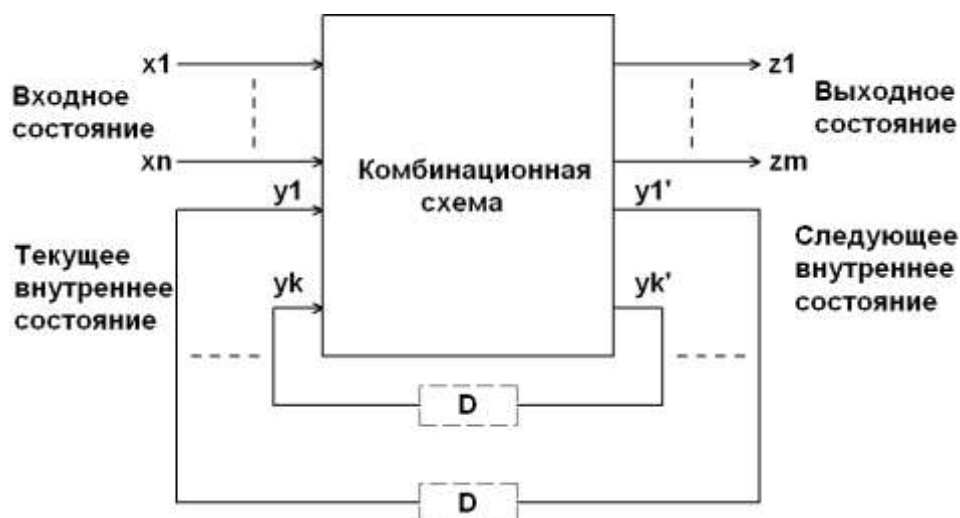 x1
z1
Входное
состояние
Выходное
состояние
xn
zm
Комбинационная
схема
y1
y1'
Текущее
внутреннее
состояние
Следующее
внутреннее
состояние
yk
yk'
D
D